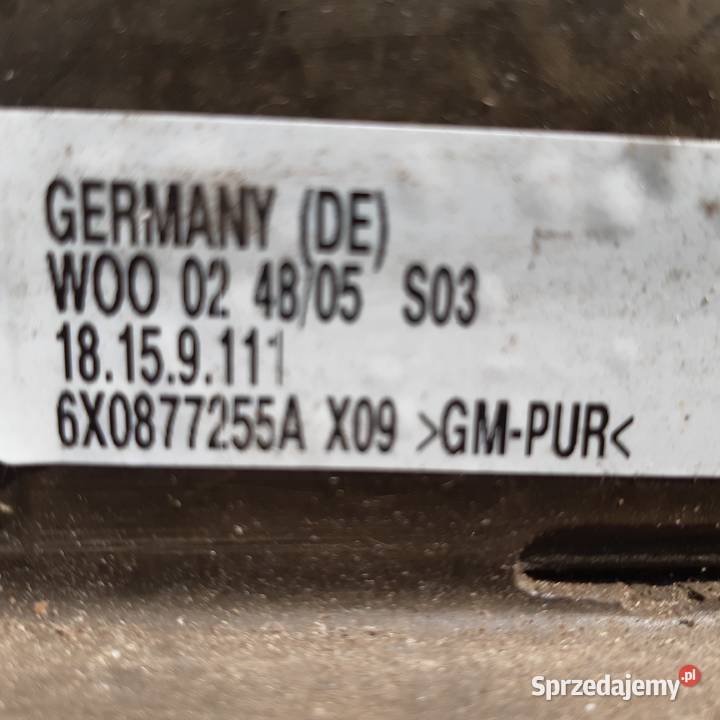 GERMANY (DE)
WOO 02 48/05 S03
18.15.9.111
6X0877255A X09 >GM-PUR<
Sprzedajemy.pl